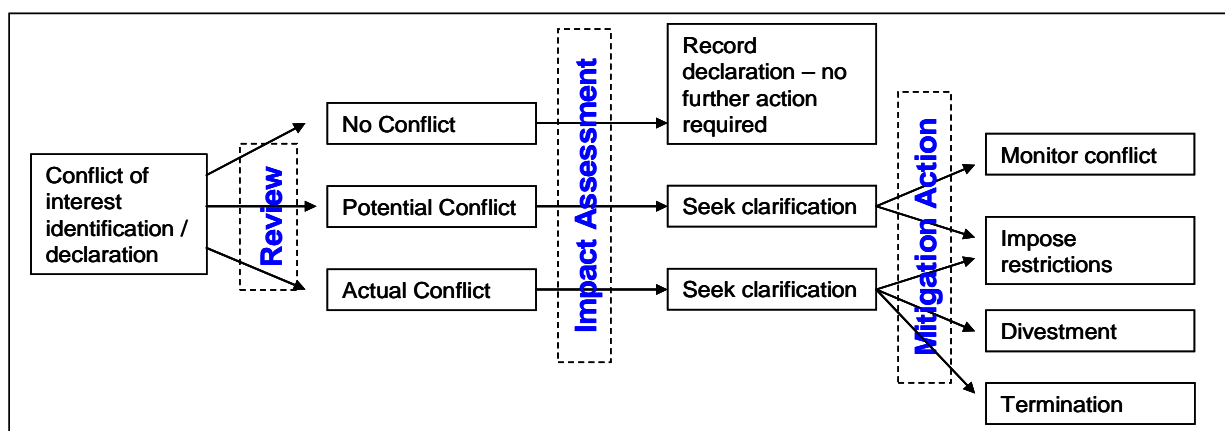 Conflict of
interest
identification /
declaration
Review
No Conflict
Potential Conflict
Actual Conflict
Impact Assessment
Record
declaration – no
further action
required
Seek clarification
Seek clarification
Mitigation Action
Monitor conflict
Impose
restrictions
Divestment
Termination